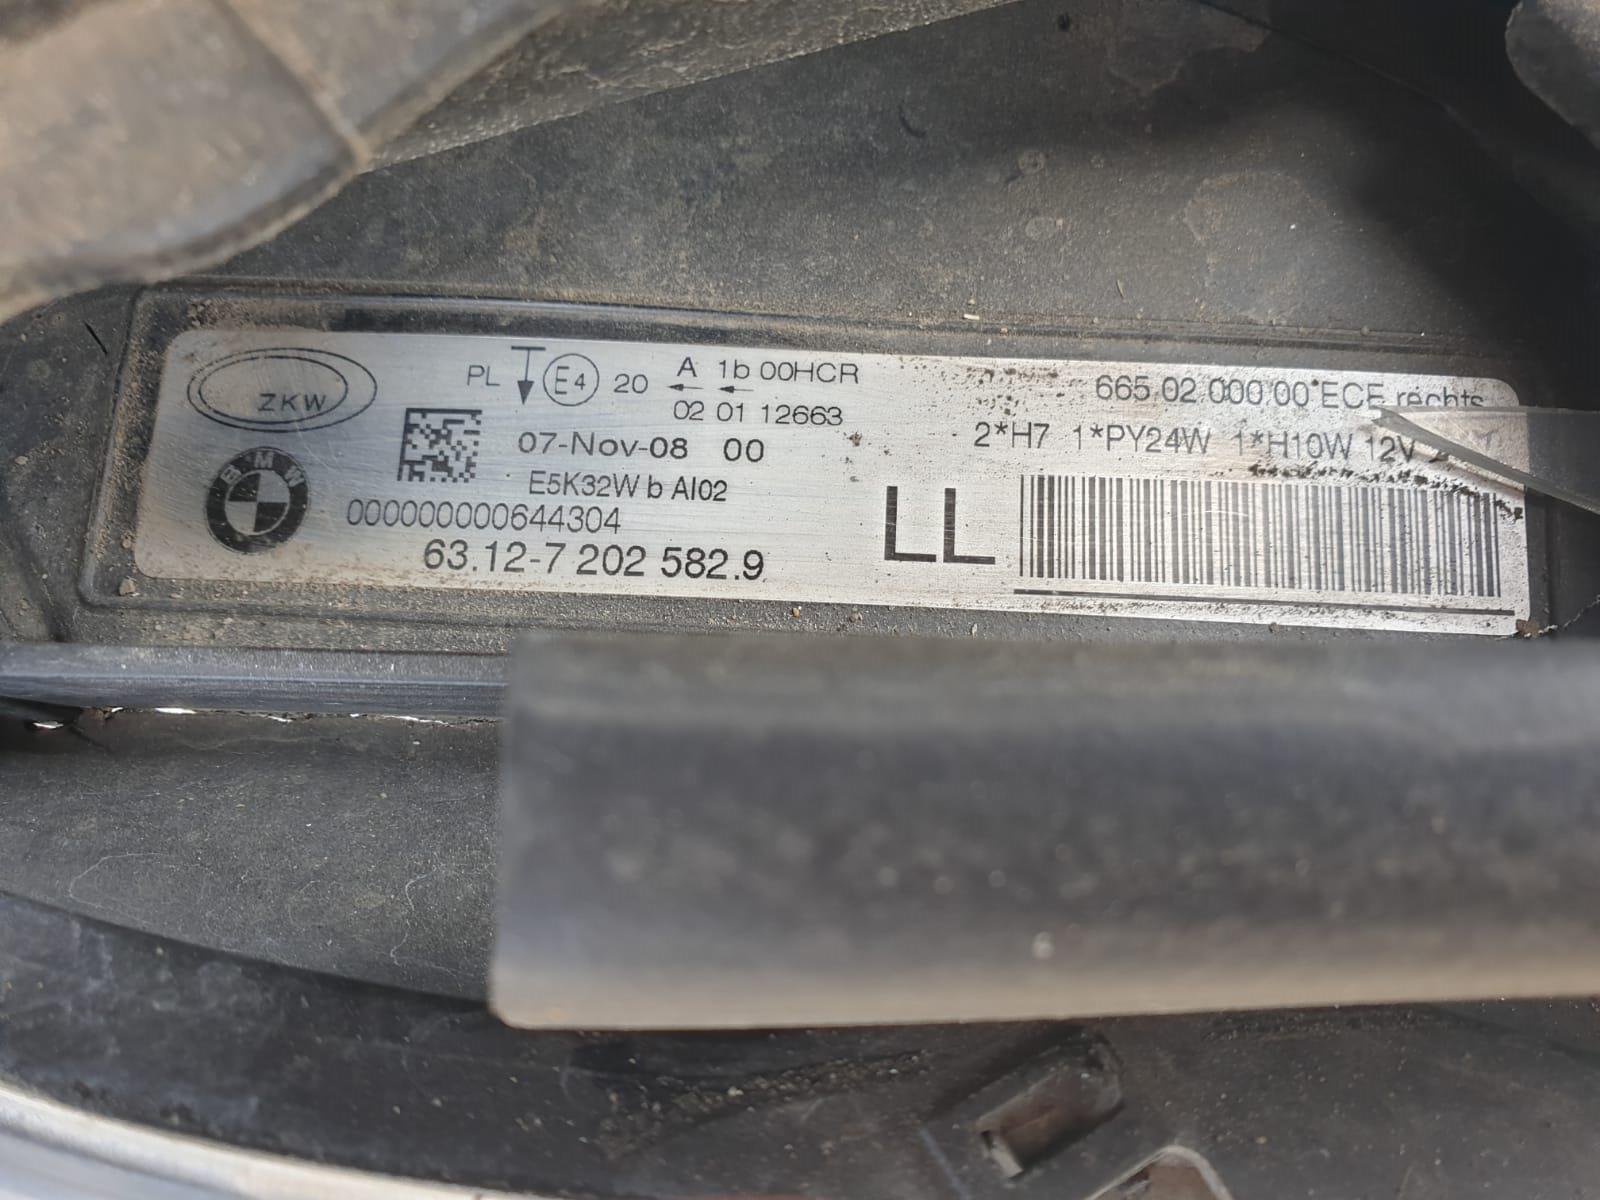 ZKW
PL E4 20 A 1b 00HCR
02 01 12663
07-Nov-08 00
E5K32W b AI02
000000000644304
63.12-7 202 582.9
BMW
LL
665.02.000.00 ECE rechts
2*H7 1*PY24W 1*H10W 12V